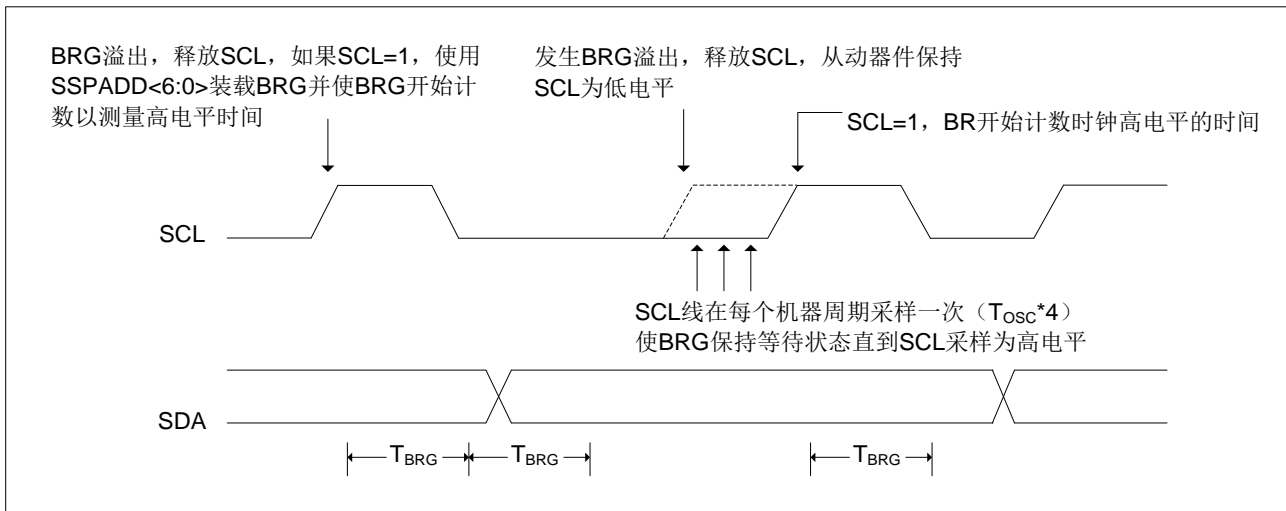 BRG溢出，释放SCL，如果SCL=1，使用
SSPADD<6:0>装载BRG并使BRG开始计
数以测量高电平时间
发生BRG溢出，释放SCL，从动器件保持
SCL为低电平
SCL=1，BR开始计数时钟高电平的时间
SCL
SCL线在每个机器周期采样一次（TOSC*4）
使BRG保持等待状态直到SCL采样为高电平
SDA
TBRG
TBRG
TBRG